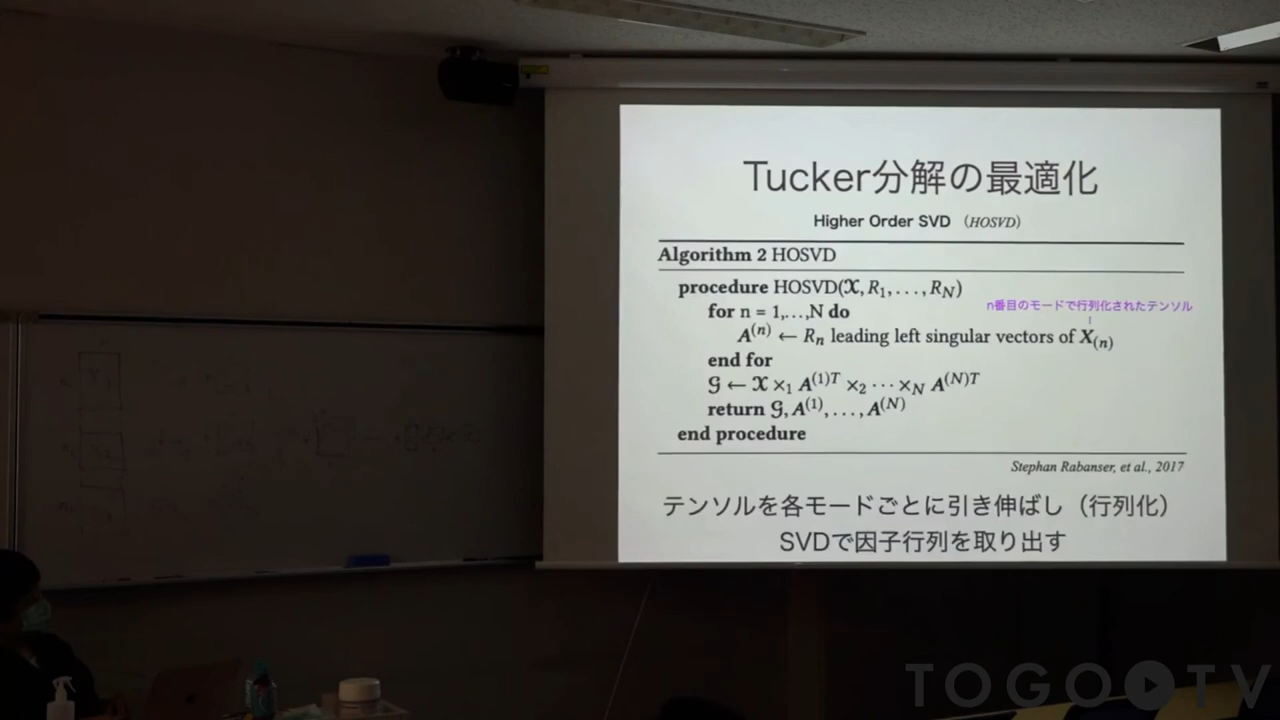 Tucker分解の最適化
Higher Order SVD （HOSVD）
Algorithm 2 HOSVD
procedure HOSVD(𝓧, R₁, . . . , R_N)
n番目のモードで行列化されたテンソル
for n = 1,...,N do
A⁽ⁿ⁾ ← Rₙ leading left singular vectors of X₍ₙ₎
end for
𝒢 ← 𝓧 ×₁ A⁽¹⁾ᵀ ×₂ · · · ×_N A⁽ᴺ⁾ᵀ
return 𝒢, A⁽¹⁾, . . . , A⁽ᴺ⁾
end procedure
Stephan Rabanser, et al., 2017
テンソルを各モードごとに引き伸ばし（行列化）
SVDで因子行列を取り出す
TOGO TV